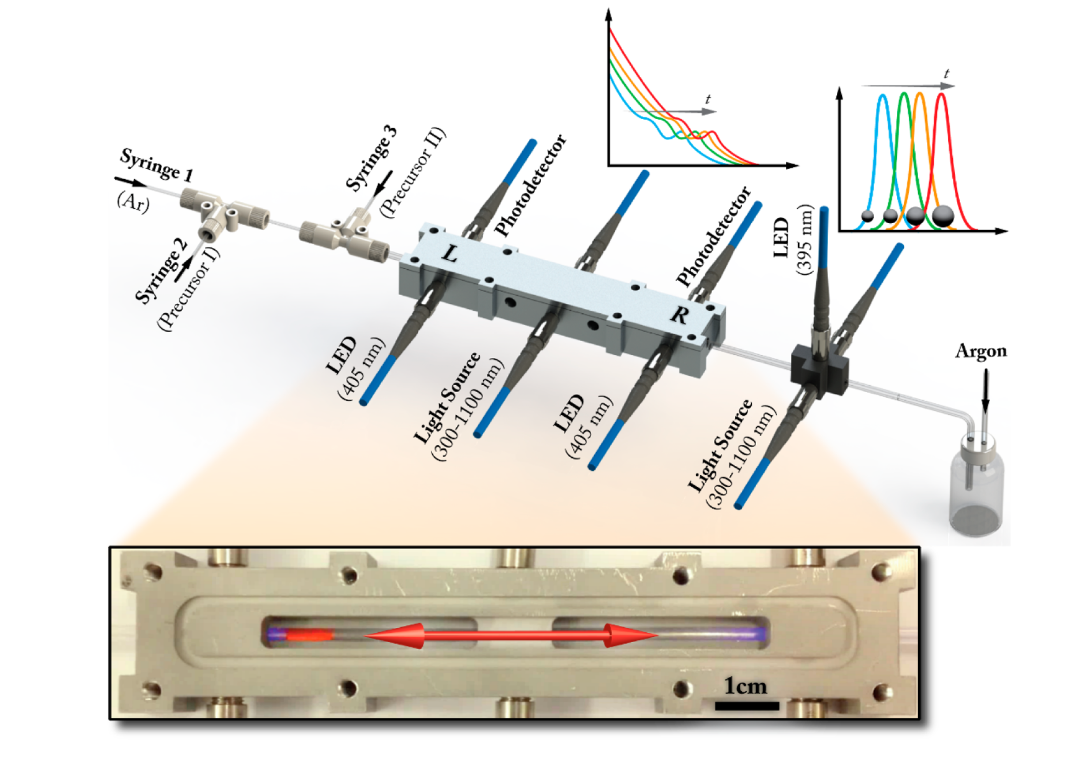 Syringe 1
(Ar)
Syringe 2
(Precursor I)
Syringe 3
(Precursor II)
L
R
Photodetector
Photodetector
LED
(405 nm)
Light Source
(300-1100 nm)
LED
(405 nm)
LED
(395 nm)
Light Source
(300-1100 nm)
Argon
t
t
1cm